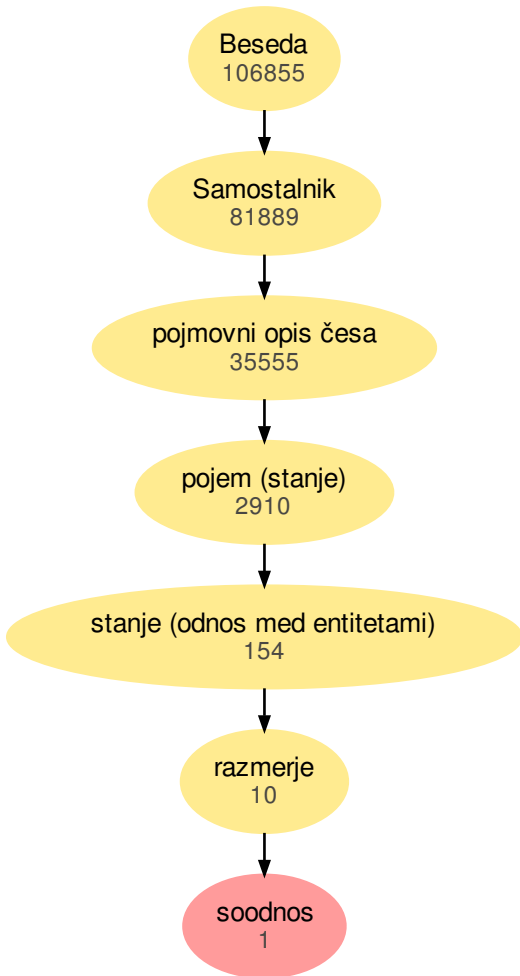 Beseda
106855
Samostalnik
81889
pojmovni opis česa
35555
pojem (stanje)
2910
stanje (odnos med entitetami)
154
razmerje
10
soodnos
1